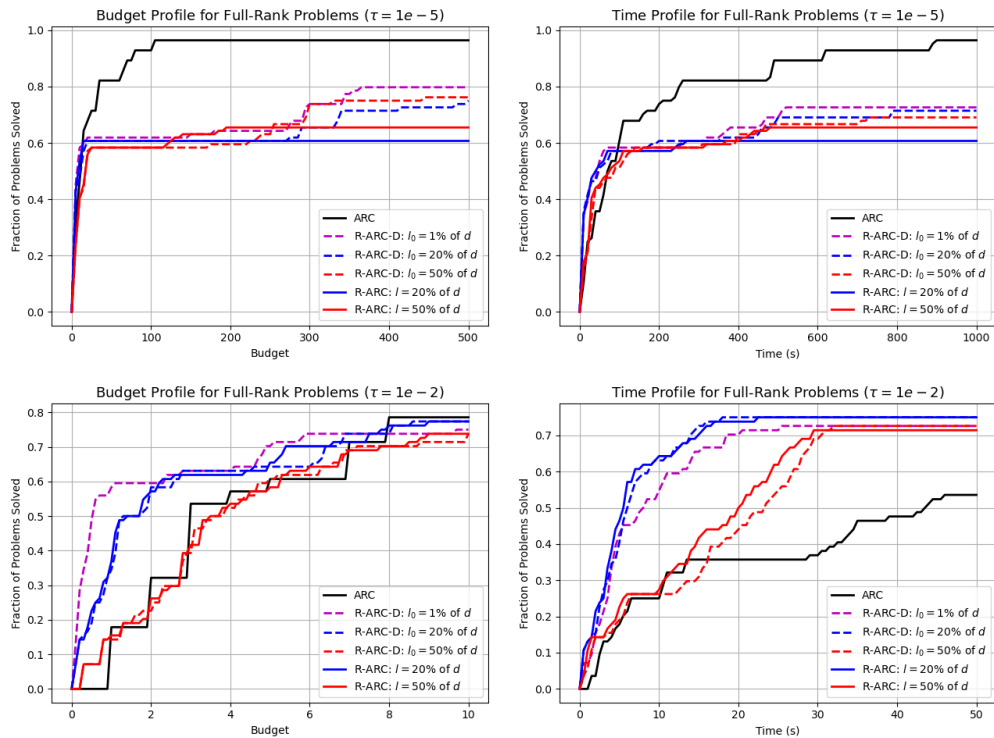 Budget Profile for Full-Rank Problems (τ = 1e − 5)
Fraction of Problems Solved
1.0
0.8
0.6
0.4
0.2
0.0
ARC
R-ARC-D: l₀ = 1% of d
R-ARC-D: l₀ = 20% of d
R-ARC-D: l₀ = 50% of d
R-ARC: l = 20% of d
R-ARC: l = 50% of d
0 100 200 300 400 500
Budget
Time Profile for Full-Rank Problems (τ = 1e − 5)
Fraction of Problems Solved
1.0
0.8
0.6
0.4
0.2
0.0
ARC
R-ARC-D: l₀ = 1% of d
R-ARC-D: l₀ = 20% of d
R-ARC-D: l₀ = 50% of d
R-ARC: l = 20% of d
R-ARC: l = 50% of d
0 200 400 600 800 1000
Time (s)
Budget Profile for Full-Rank Problems (τ = 1e − 2)
Fraction of Problems Solved
0.8
0.7
0.6
0.5
0.4
0.3
0.2
0.1
0.0
ARC
R-ARC-D: l₀ = 1% of d
R-ARC-D: l₀ = 20% of d
R-ARC-D: l₀ = 50% of d
R-ARC: l = 20% of d
R-ARC: l = 50% of d
0 2 4 6 8 10
Budget
Time Profile for Full-Rank Problems (τ = 1e − 2)
Fraction of Problems Solved
0.7
0.6
0.5
0.4
0.3
0.2
0.1
0.0
ARC
R-ARC-D: l₀ = 1% of d
R-ARC-D: l₀ = 20% of d
R-ARC-D: l₀ = 50% of d
R-ARC: l = 20% of d
R-ARC: l = 50% of d
0 10 20 30 40 50
Time (s)